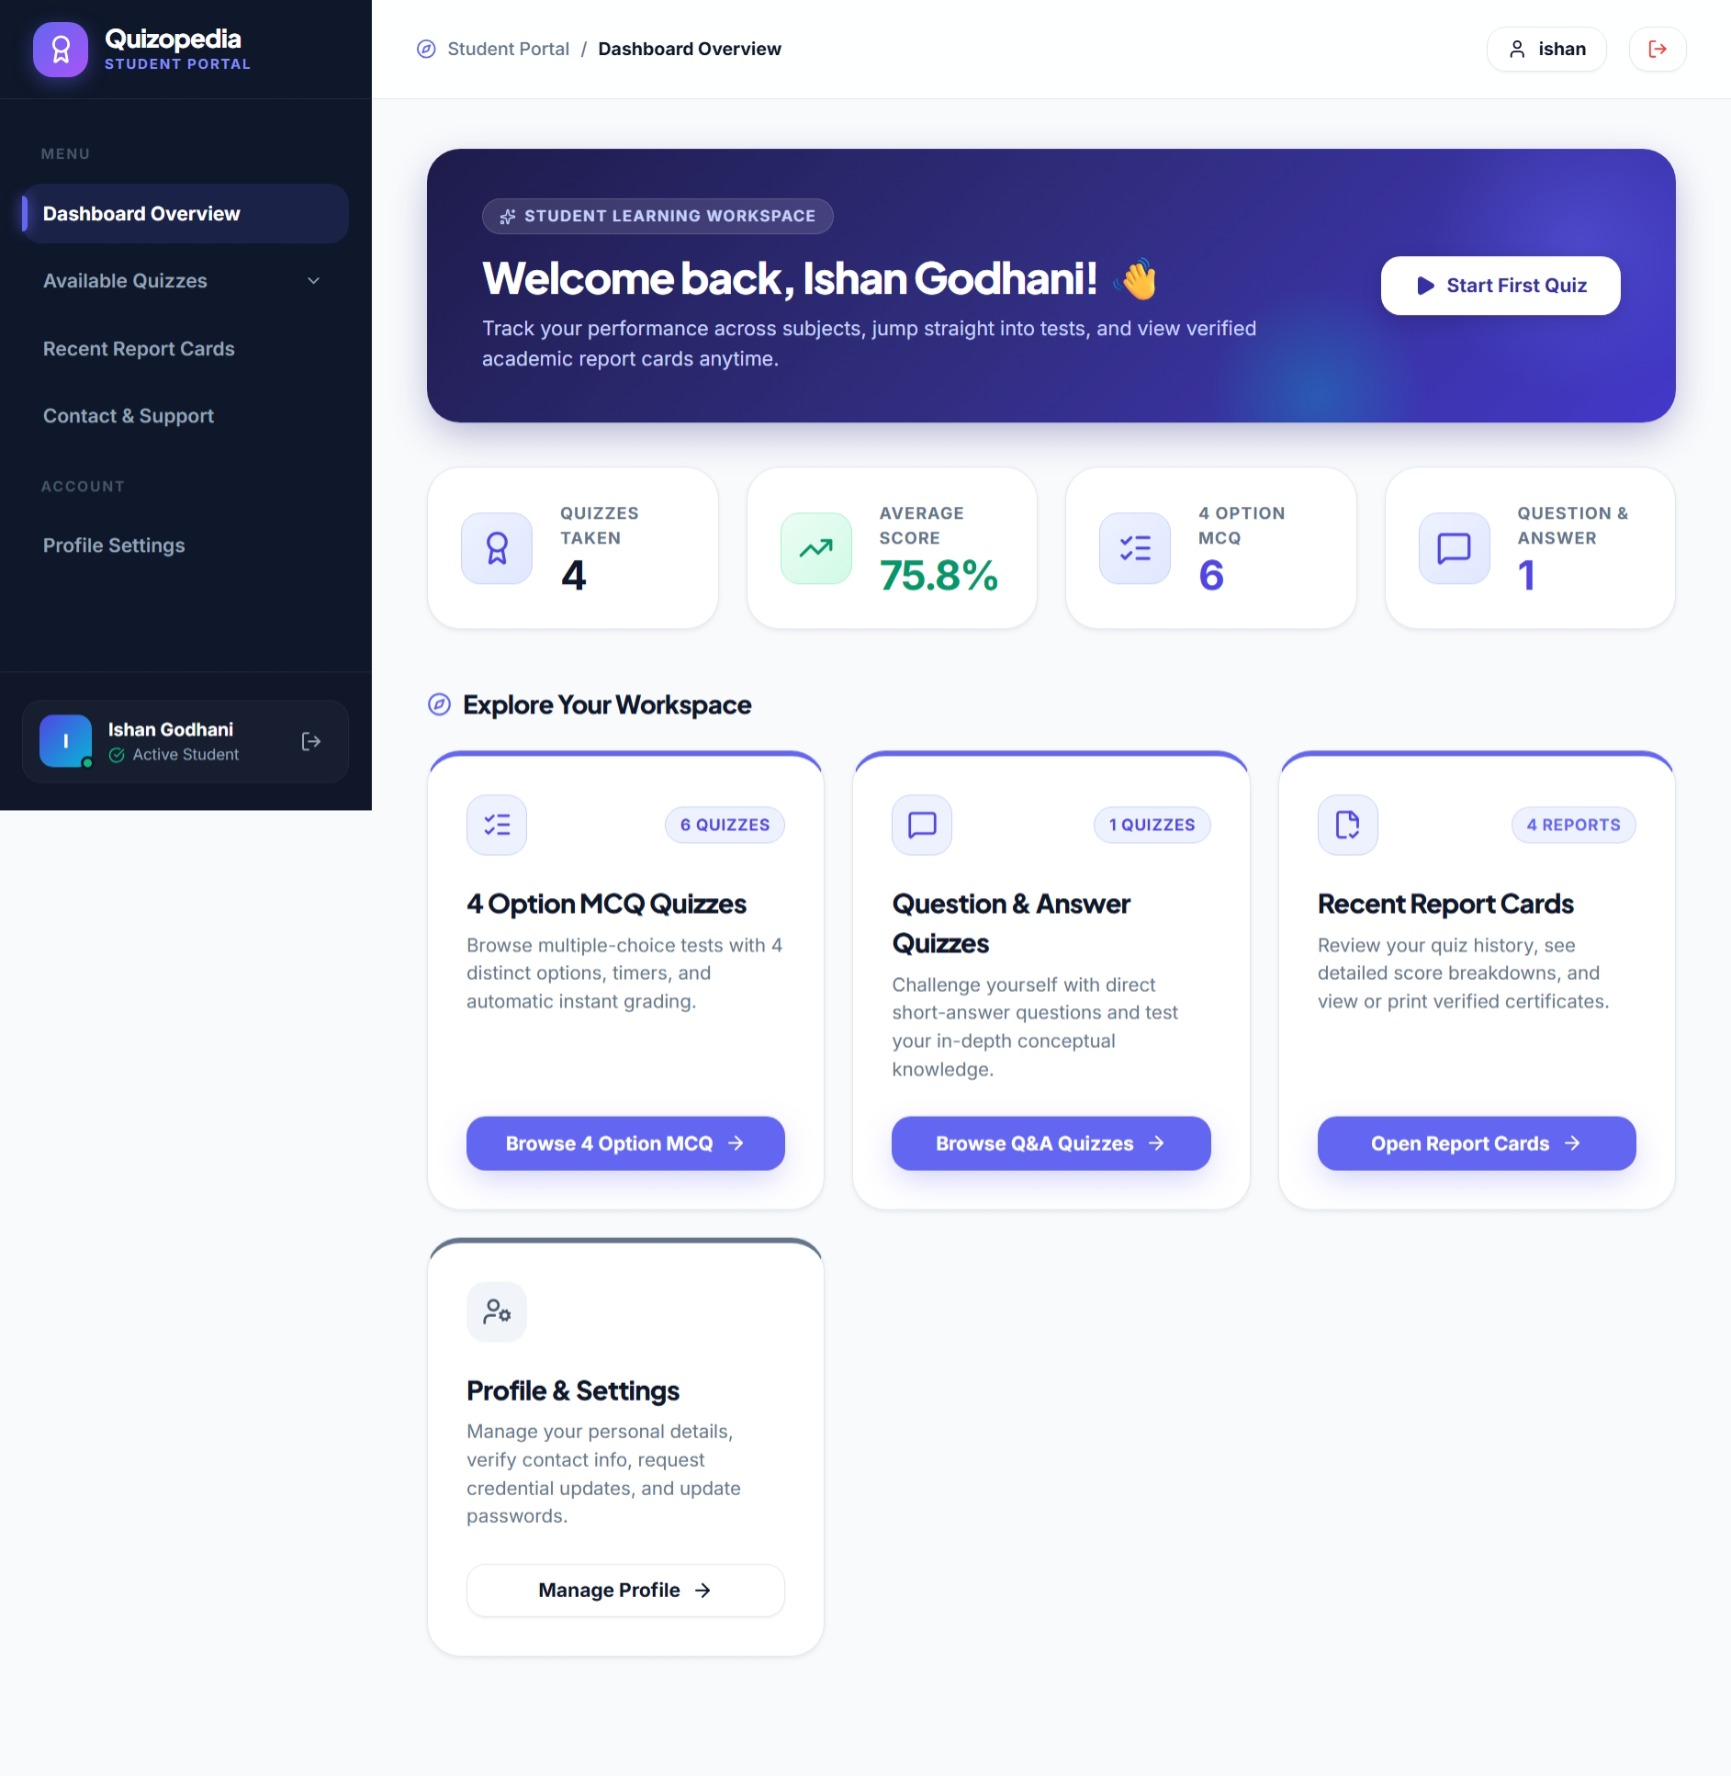 Quizopedia
STUDENT PORTAL
MENU
Dashboard Overview
Available Quizzes
Recent Report Cards
Contact & Support
ACCOUNT
Profile Settings
I
Ishan Godhani
Active Student
Student Portal / Dashboard Overview
ishan
STUDENT LEARNING WORKSPACE
Welcome back, Ishan Godhani! 👋
Track your performance across subjects, jump straight into tests, and view verified
academic report cards anytime.
Start First Quiz
QUIZZES
TAKEN
4
AVERAGE
SCORE
75.8%
4 OPTION
MCQ
6
QUESTION &
ANSWER
1
Explore Your Workspace
6 QUIZZES
4 Option MCQ Quizzes
Browse multiple-choice tests with 4
distinct options, timers, and
automatic instant grading.
Browse 4 Option MCQ
1 QUIZZES
Question & Answer
Quizzes
Challenge yourself with direct
short-answer questions and test
your in-depth conceptual
knowledge.
Browse Q&A Quizzes
4 REPORTS
Recent Report Cards
Review your quiz history, see
detailed score breakdowns, and
view or print verified certificates.
Open Report Cards
Profile & Settings
Manage your personal details,
verify contact info, request
credential updates, and update
passwords.
Manage Profile